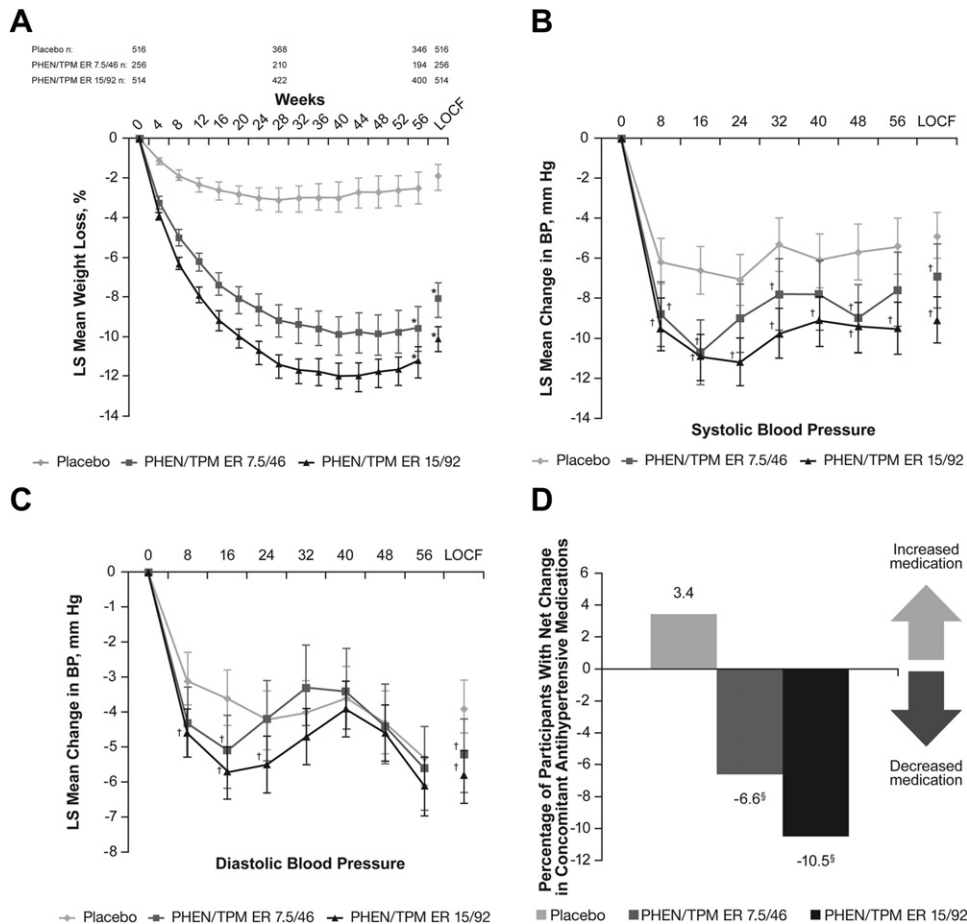 A
Placebo n: 516 368 346 516
PHEN/TPM ER 7.5/46 n: 256 210 194 256
PHEN/TPM ER 15/92 n: 514 422 400 514
Weeks
0 4 8 12 16 20 24 28 32 36 40 44 48 52 56 LOCF
LS Mean Weight Loss, %
0
-2
-4
-6
-8
-10
-12
-14
*
*
*
*
Placebo PHEN/TPM ER 7.5/46 PHEN/TPM ER 15/92
B
0 8 16 24 32 40 48 56 LOCF
LS Mean Change in BP, mm Hg
0
-2
-4
-6
-8
-10
-12
-14
† † † † † † † † † † †
Systolic Blood Pressure
Placebo PHEN/TPM ER 7.5/46 PHEN/TPM ER 15/92
C
0 8 16 24 32 40 48 56 LOCF
LS Mean Change in BP, mm Hg
0
-1
-2
-3
-4
-5
-6
-7
-8
† † † † † †
Diastolic Blood Pressure
Placebo PHEN/TPM ER 7.5/46 PHEN/TPM ER 15/92
D
Percentage of Participants With Net Change
in Concomitant Antihypertensive Medications
6
4
2
0
-2
-4
-6
-8
-10
-12
3.4
-6.6§
-10.5§
Increased
medication
Decreased
medication
Placebo PHEN/TPM ER 7.5/46 PHEN/TPM ER 15/92